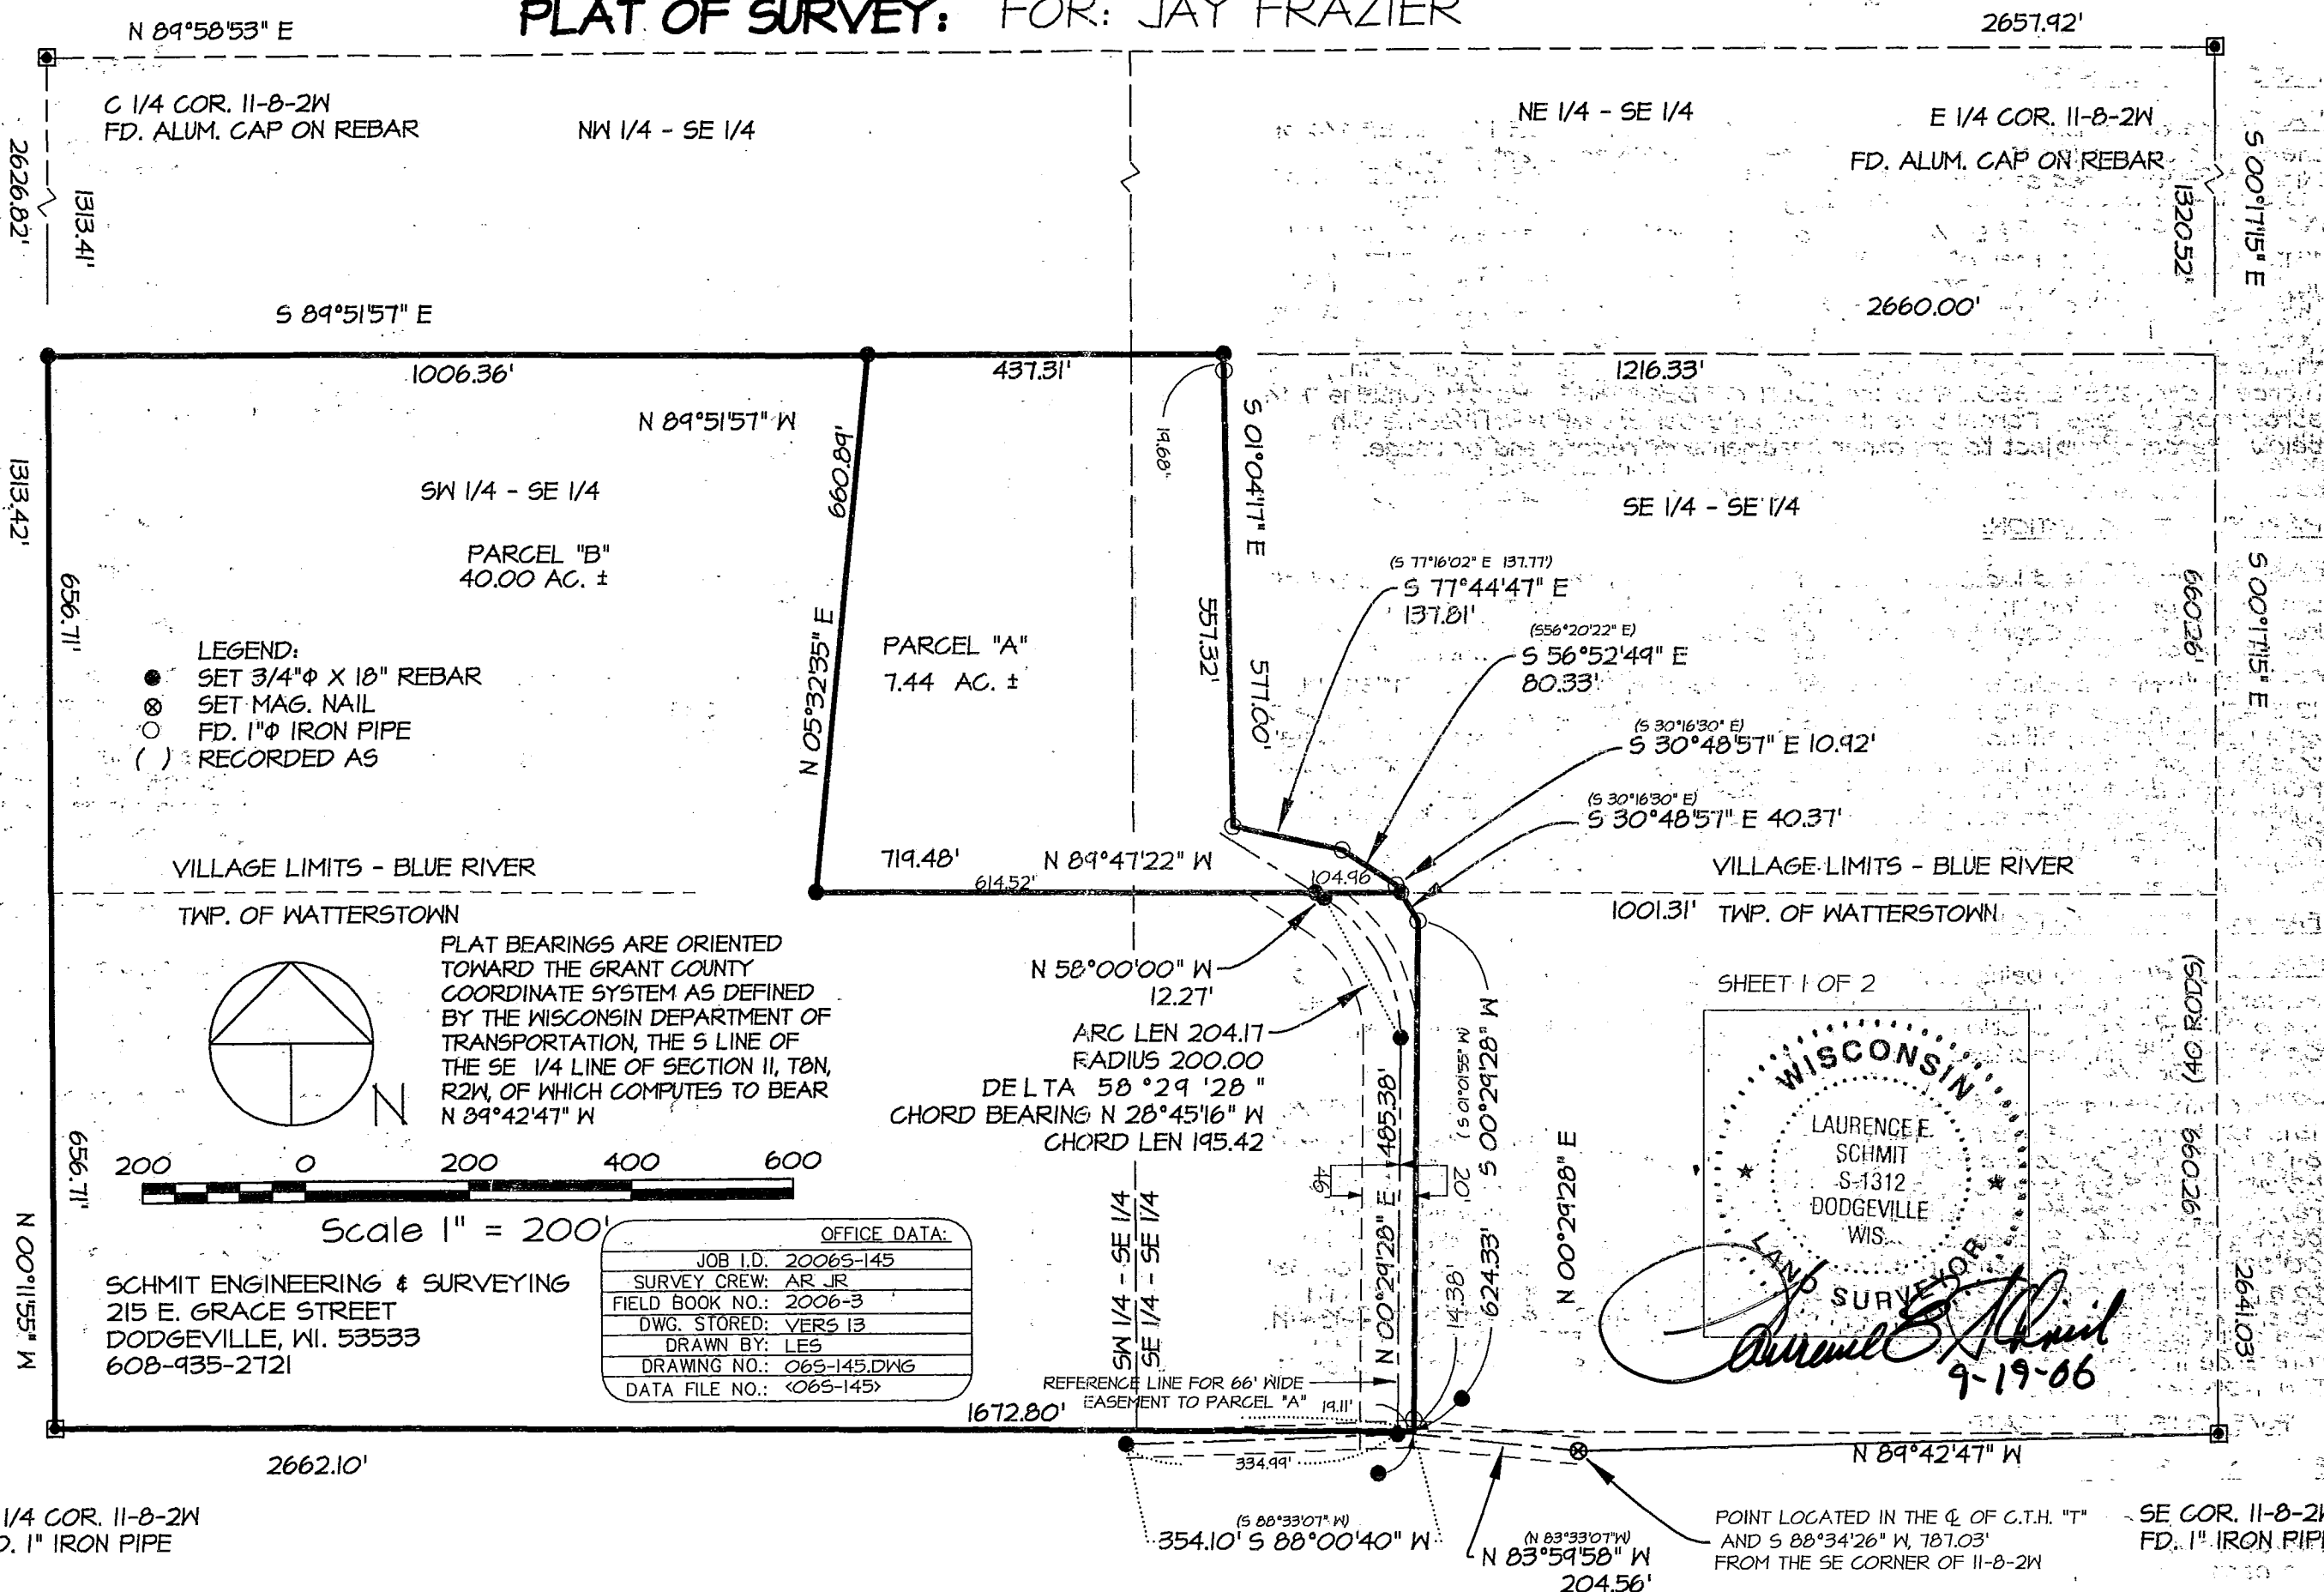 PLAT OF SURVEY: FOR: JAY FRAZIER
N 89°58'53" E
2657.92'
C 1/4 COR. 11-8-2W
FD. ALUM. CAP ON REBAR
NW 1/4 - SE 1/4
NE 1/4 - SE 1/4
E 1/4 COR. 11-8-2W
FD. ALUM. CAP ON REBAR
2626.82'
1313.41'
1320.52'
S 00°17'15" E
S 89°51'57" E
2660.00'
1006.36'
437.31'
1216.33'
N 89°51'57" W
660.89'
19.68'
S 01°04'17" E
1313.42'
SW 1/4 - SE 1/4
SE 1/4 - SE 1/4
PARCEL "B"
40.00 AC. ±
656.71'
(S 77°16'02" E 137.77')
S 77°44'47" E
137.81'
557.32'
577.00'
660.26'
S 00°17'15" E
(S56°20'22" E)
S 56°52'49" E
80.33'
LEGEND:
SET 3/4"Φ X 18" REBAR
SET MAG. NAIL
FD. 1"Φ IRON PIPE
( ) RECORDED AS
N 05°32'35" E
PARCEL "A"
7.44 AC. ±
(S 30°16'30" E)
S 30°48'57" E 10.92'
(S 30°16'30" E)
S 30°48'57" E 40.37'
VILLAGE LIMITS - BLUE RIVER
719.48'
N 89°47'22" W
VILLAGE LIMITS - BLUE RIVER
614.52'
104.96
TWP. OF WATTERSTOWN
1001.31'
TWP. OF WATTERSTOWN
PLAT BEARINGS ARE ORIENTED
TOWARD THE GRANT COUNTY
COORDINATE SYSTEM AS DEFINED
BY THE WISCONSIN DEPARTMENT OF
TRANSPORTATION, THE S LINE OF
THE SE 1/4 LINE OF SECTION 11, T8N,
R2W, OF WHICH COMPUTES TO BEAR
N 89°42'47" W
N
N 58°00'00" W
12.27'
ARC LEN 204.17
RADIUS 200.00
DELTA 58 °29 '28 "
CHORD BEARING N 28°45'16" W
CHORD LEN 195.42
SHEET 1 OF 2
WISCONSIN
LAURENCE E.
SCHMIT
S-1312
DODGEVILLE
WIS.
LAND SURVEYOR
9-19-06
(40 RODS)
660.26'
2641.03'
656.71'
N 00°11'55" W
200 0 200 400 600
Scale 1" = 200'
SCHMIT ENGINEERING & SURVEYING
215 E. GRACE STREET
DODGEVILLE, WI. 53533
608-935-2721
OFFICE DATA:
JOB I.D. 2006S-145
SURVEY CREW: AR JR
FIELD BOOK NO.: 2006-3
DWG. STORED: VERS 13
DRAWN BY: LES
DRAWING NO.: 06S-145.DWG
DATA FILE NO.: <06S-145>
SW 1/4 - SE 1/4
SE 1/4 - SE 1/4
46'
N 00°29'28" E 485.38'
20'
(S 01°01'55" W)
S 00°29'28" W
624.33'
14.38'
N 00°29'28" E
REFERENCE LINE FOR 66' WIDE
EASEMENT TO PARCEL "A"
19.11'
1672.80'
2662.10'
334.99'
N 89°42'47" W
1/4 COR. 11-8-2W
1" IRON PIPE
(S 88°33'07" W)
354.10' S 88°00'40" W
(N 83°33'07"W)
N 83°59'58" W
204.56'
POINT LOCATED IN THE ℄ OF C.T.H. "T"
AND S 88°34'26" W, 787.03'
FROM THE SE CORNER OF 11-8-2W
SE COR. 11-8-2W
FD. 1" IRON PIPE